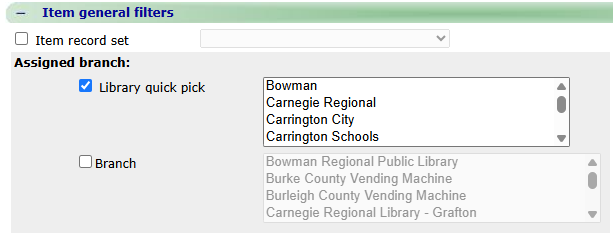 − Item general filters
Item record set
Assigned branch:
Library quick pick
Bowman
Carnegie Regional
Carrington City
Carrington Schools
Branch
Bowman Regional Public Library
Burke County Vending Machine
Burleigh County Vending Machine
Carnegie Regional Library - Grafton